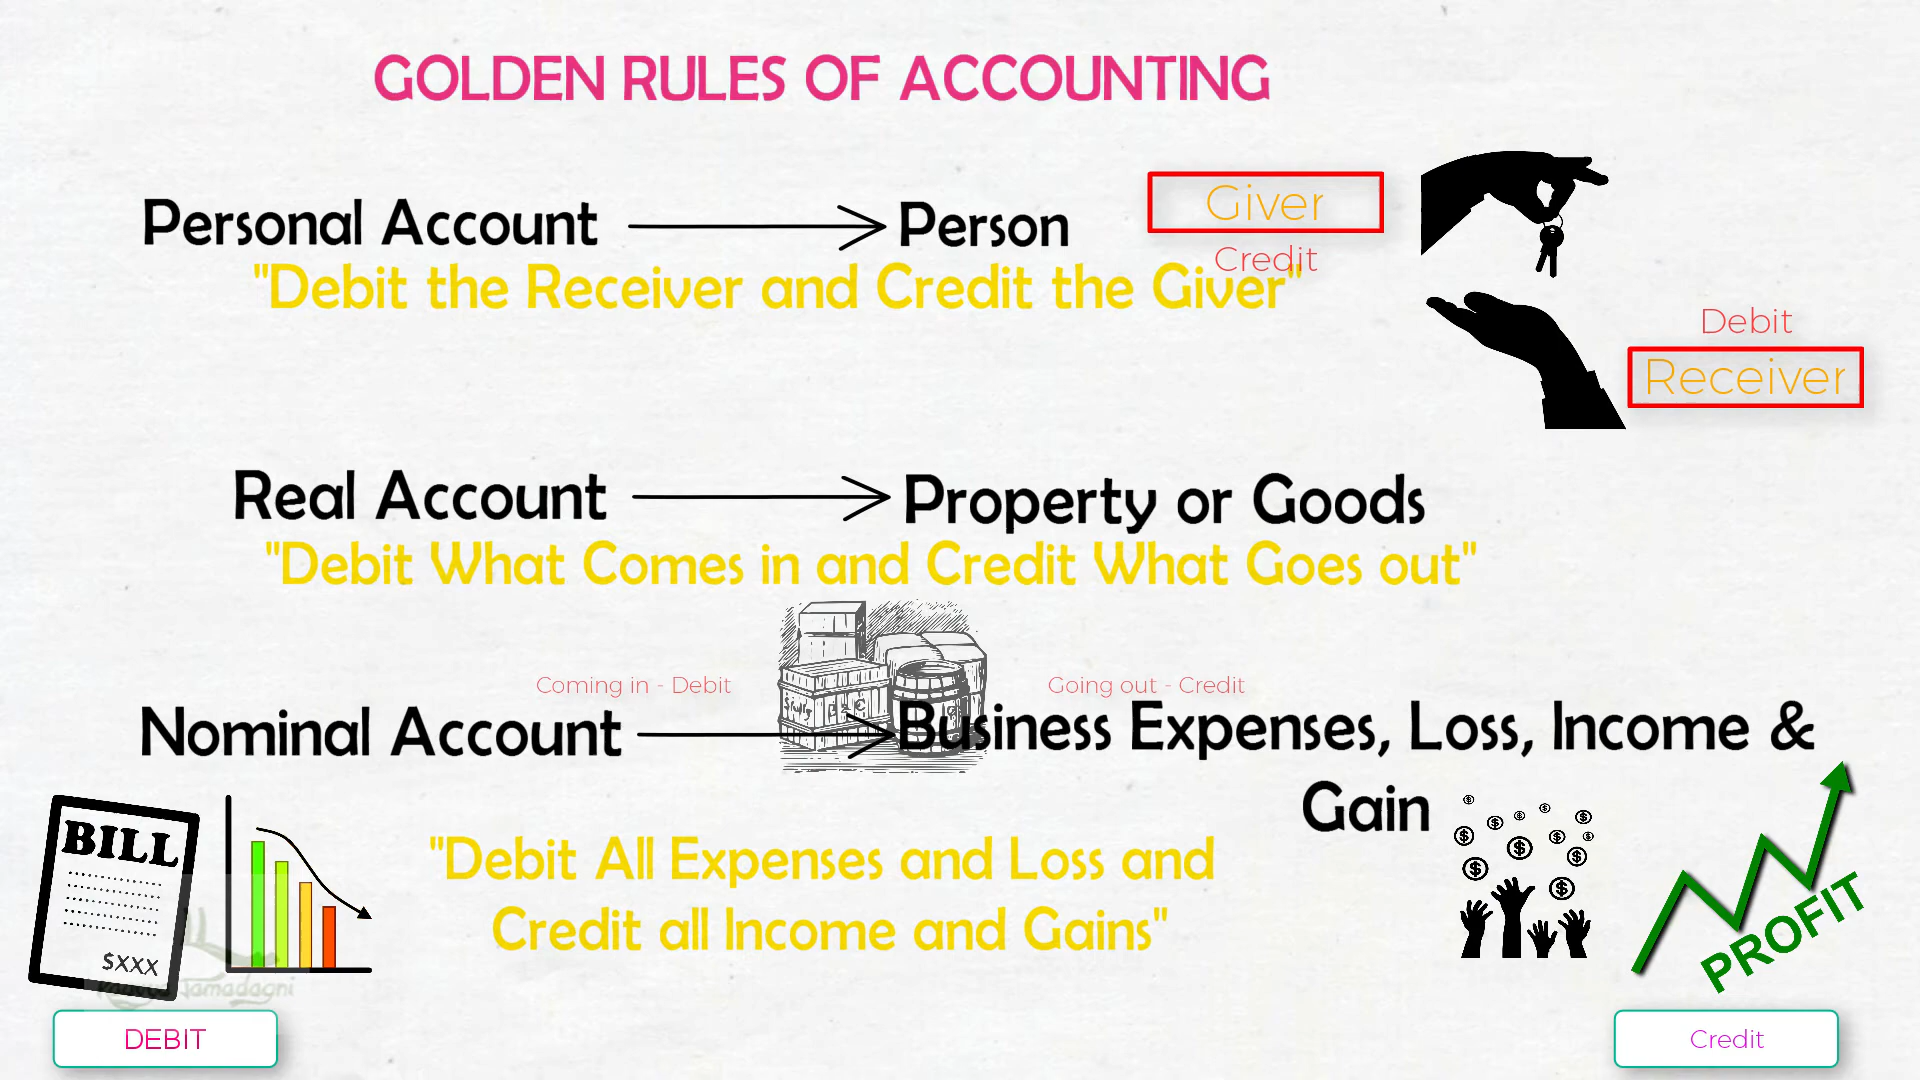 GOLDEN RULES OF ACCOUNTING
Giver
Personal Account
Person
Credit
"Debit the Receiver and Credit the Giver"
Debit
Receiver
Real Account
Property or Goods
"Debit What Comes in and Credit What Goes out"
Coming in - Debit
Going out - Credit
Nominal Account
Business Expenses, Loss, Income &
Gain
BILL
"Debit All Expenses and Loss and
Credit all Income and Gains"
$XXX
PROFIT
Jamadagni
DEBIT
Credit